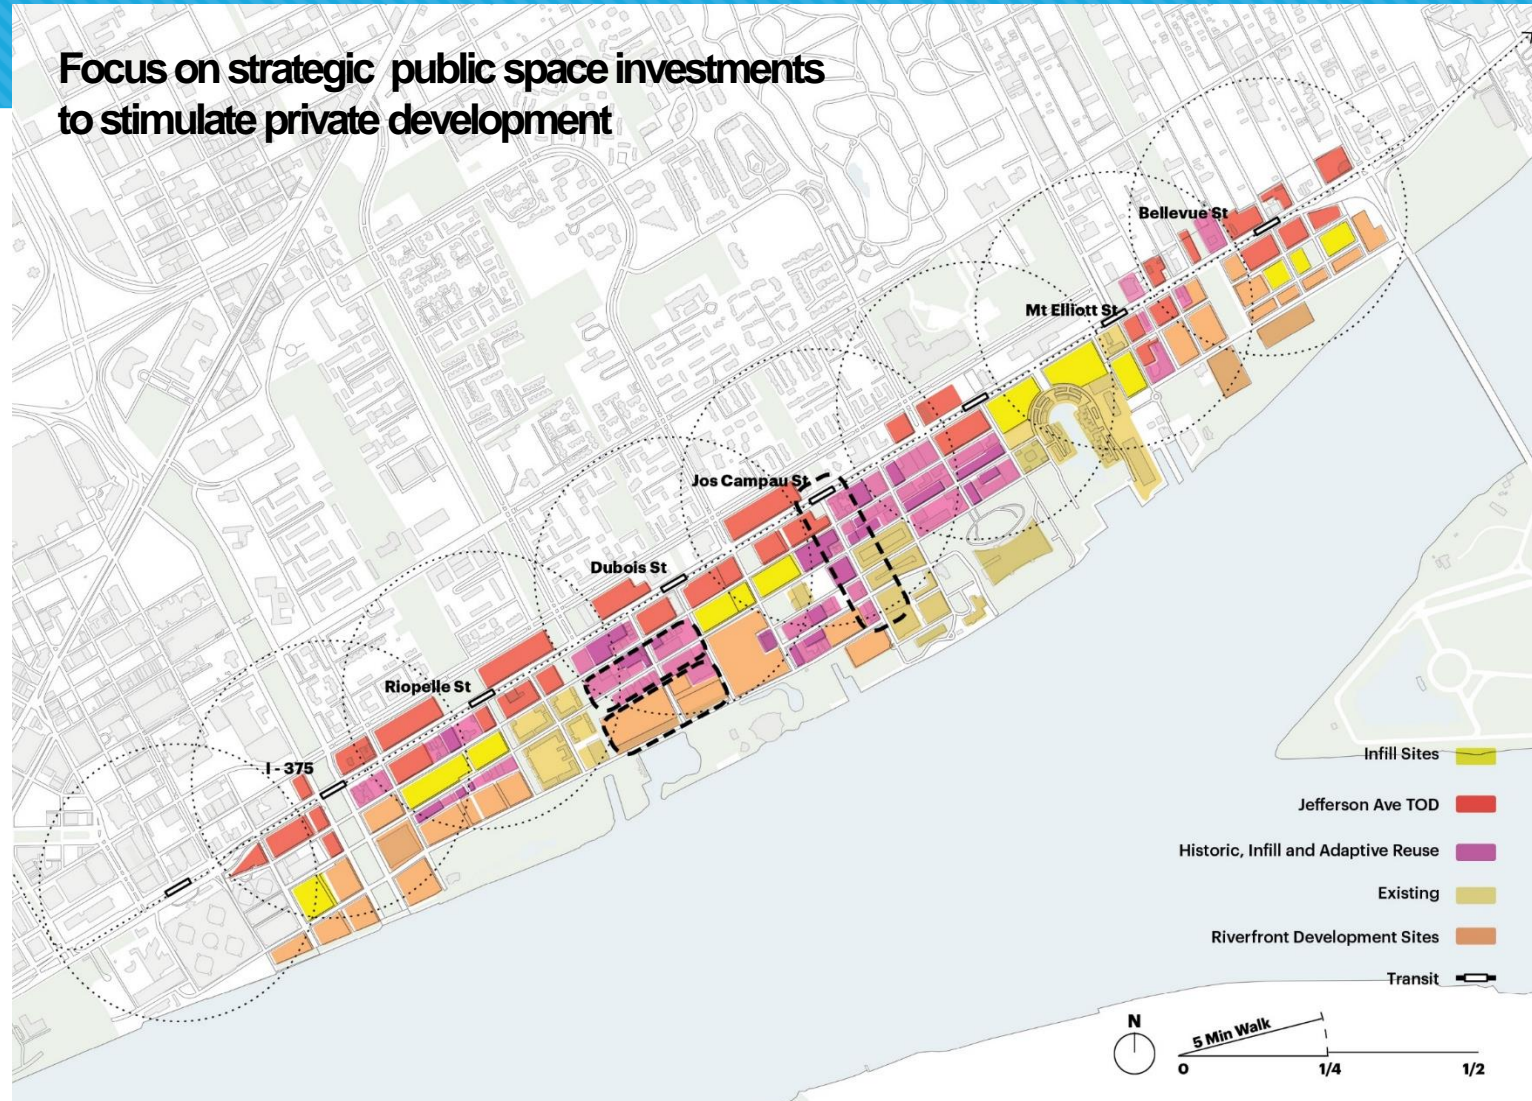 Focus on strategic public space investments
to stimulate private development
Bellevue St
Mt Elliott St
Jos Campau St
Dubois St
Riopelle St
I - 375
Infill Sites
Jefferson Ave TOD
Historic, Infill and Adaptive Reuse
Existing
Riverfront Development Sites
Transit
N
5 Min Walk
0
1/4
1/2